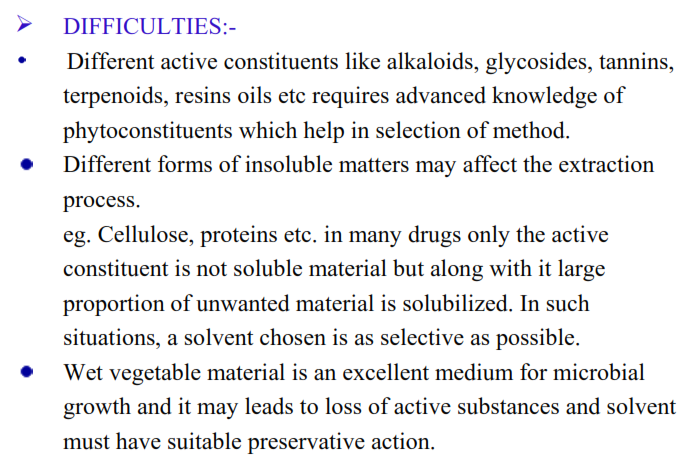 DIFFICULTIES:-
Different active constituents like alkaloids, glycosides, tannins,
terpenoids, resins oils etc requires advanced knowledge of
phytoconstituents which help in selection of method.
Different forms of insoluble matters may affect the extraction
process.
eg. Cellulose, proteins etc. in many drugs only the active
constituent is not soluble material but along with it large
proportion of unwanted material is solubilized. In such
situations, a solvent chosen is as selective as possible.
Wet vegetable material is an excellent medium for microbial
growth and it may leads to loss of active substances and solvent
must have suitable preservative action.